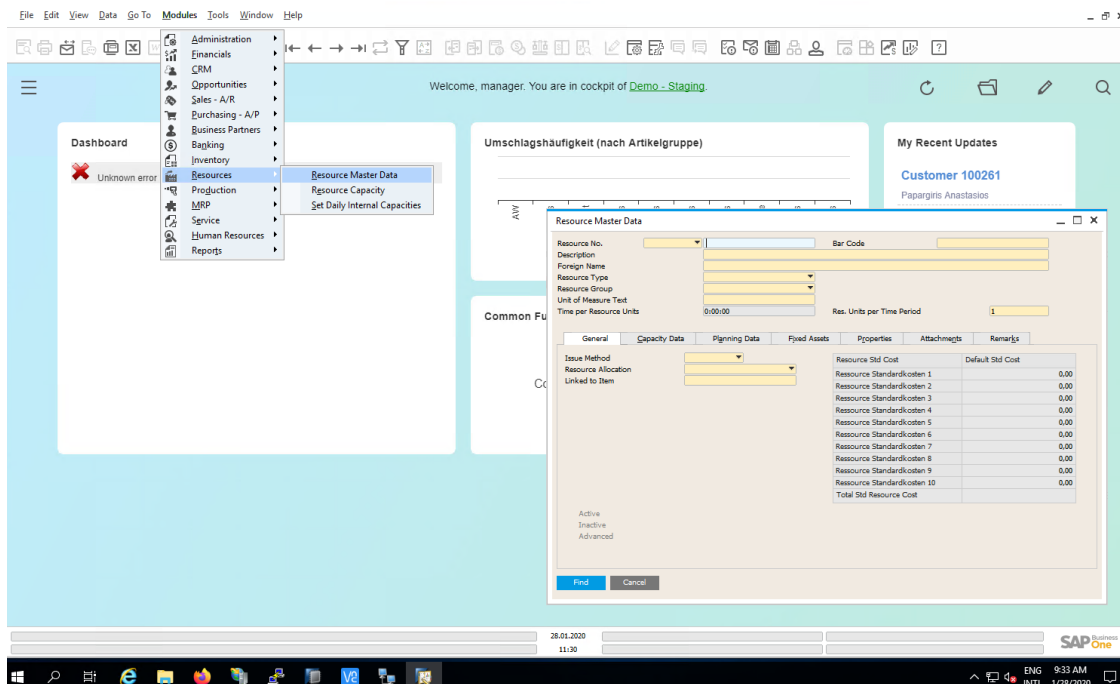 File Edit View Data Go To Modules Tools Window Help
Administration
Financials
CRM
Opportunities
Sales - A/R
Purchasing - A/P
Business Partners
Banking
Inventory
Resources
Production
MRP
Service
Human Resources
Reports
Resource Master Data
Resource Capacity
Set Daily Internal Capacities
Welcome, manager. You are in cockpit of Demo - Staging.
Dashboard
Unknown error
Umschlagshäufigkeit (nach Artikelgruppe)
AW
My Recent Updates
Customer 100261
Papargiris Anastasios
Common Fu
Co
Resource Master Data
Resource No. Bar Code
Description
Foreign Name
Resource Type
Resource Group
Unit of Measure Text
Time per Resource Units 0:00:00 Res. Units per Time Period 1
General Capacity Data Planning Data Fixed Assets Properties Attachments Remarks
Issue Method
Resource Allocation
Linked to Item
Resource Std Cost Default Std Cost
Ressource Standardkosten 1 0,00
Ressource Standardkosten 2 0,00
Ressource Standardkosten 3 0,00
Ressource Standardkosten 4 0,00
Ressource Standardkosten 5 0,00
Ressource Standardkosten 6 0,00
Ressource Standardkosten 7 0,00
Ressource Standardkosten 8 0,00
Ressource Standardkosten 9 0,00
Ressource Standardkosten 10 0,00
Total Std Resource Cost
Active
Inactive
Advanced
Find Cancel
28.01.2020
11:30
SAP Business One
ENG 9:33 AM
INTL 1/28/2020